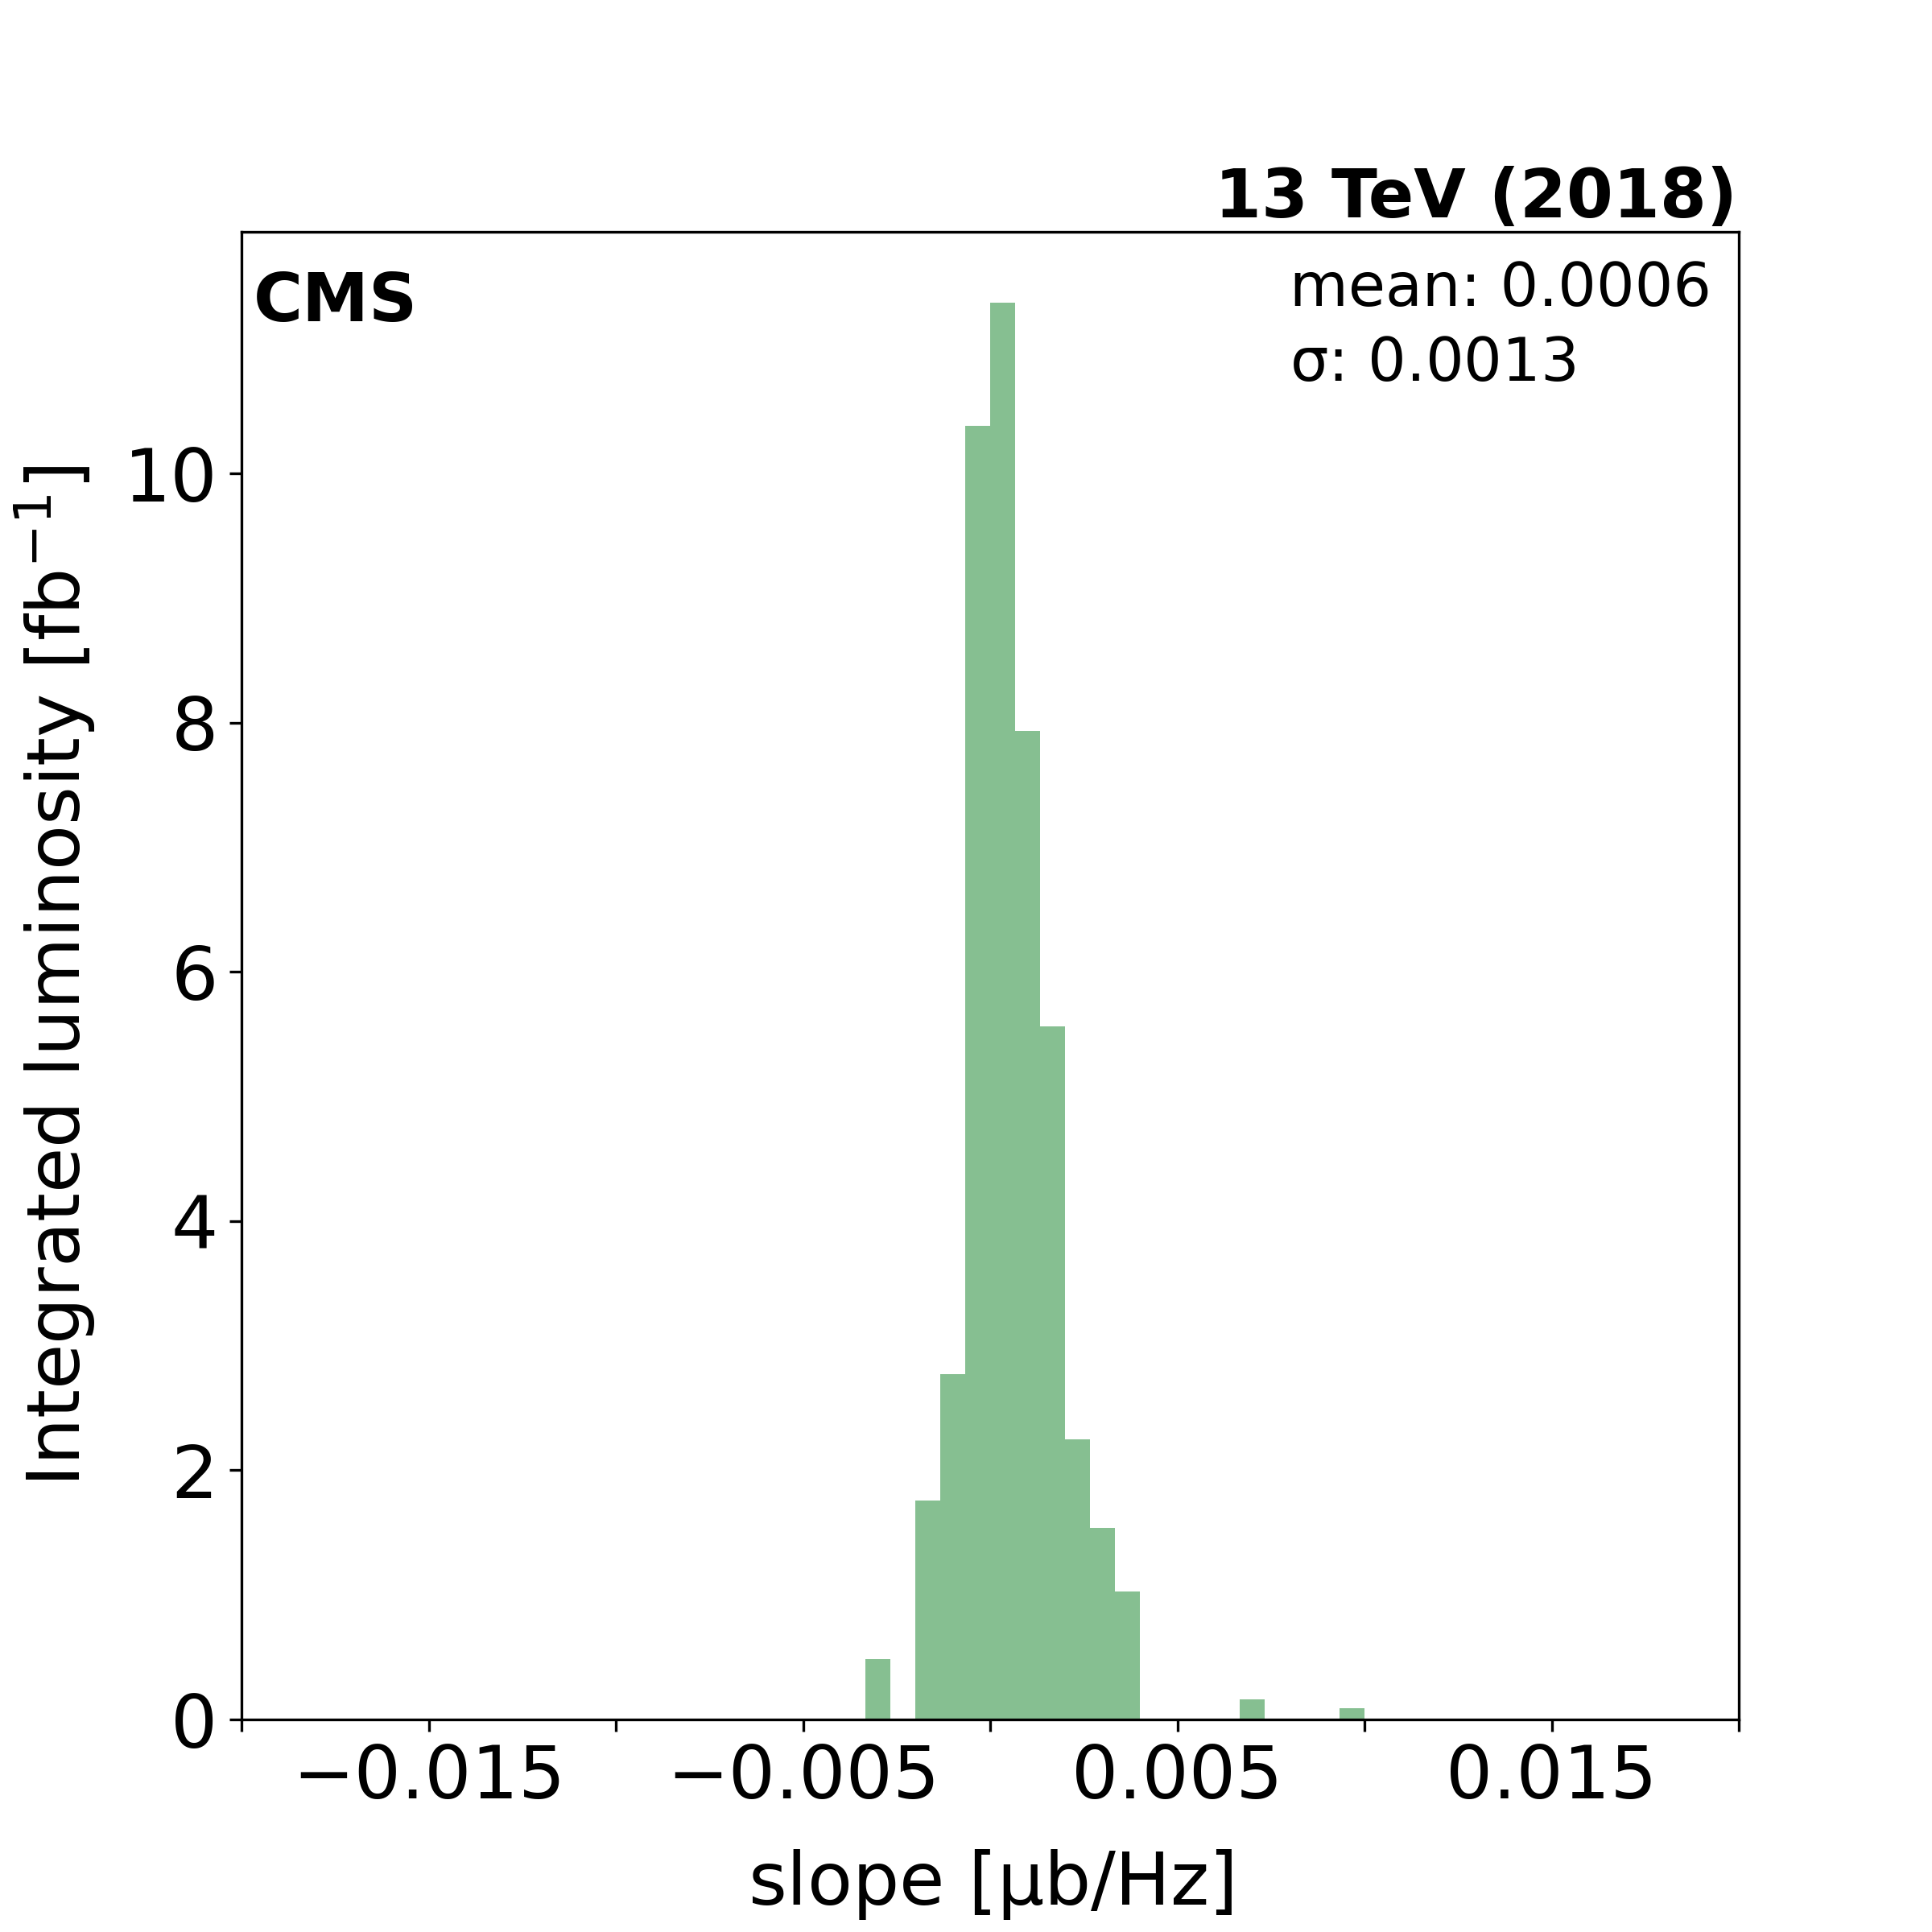 13 TeV (2018)
CMS
mean: 0.0006
σ: 0.0013
Integrated luminosity [fb⁻¹]
10
8
6
4
2
0
−0.015 −0.005 0.005 0.015
slope [μb/Hz]